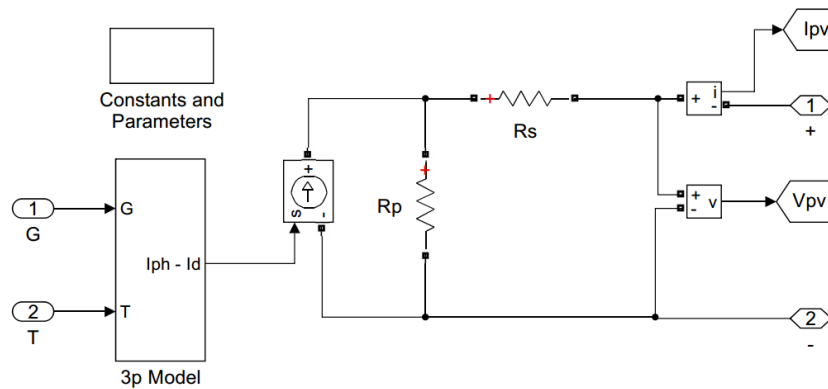 Ipv
Constants and
Parameters
+
i
-
1
+
Rs
+
-
s
G
Iph - Id
T
1
G
2
T
3p Model
Rp
+
-
v
Vpv
2
-